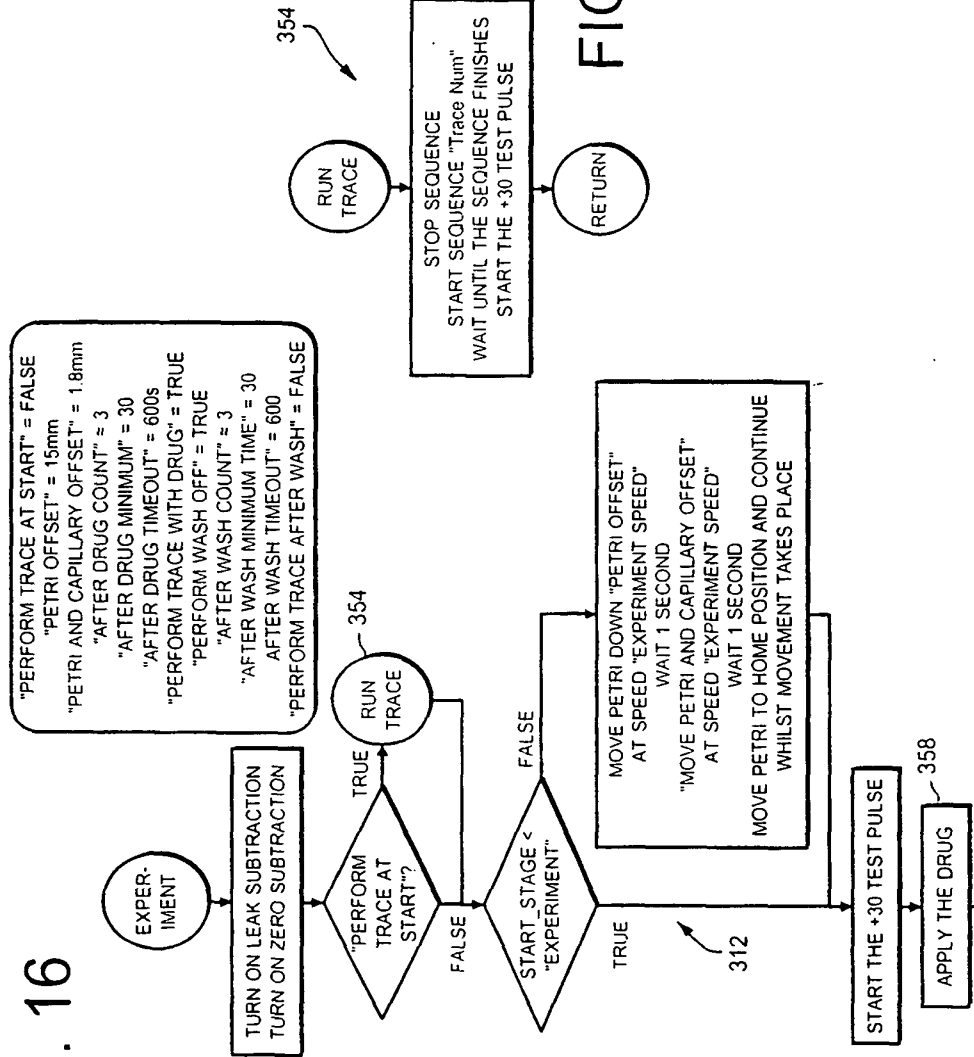 . 16
EXPER-
IMENT
TURN ON LEAK SUBTRACTION
TURN ON ZERO SUBTRACTION
"PERFORM
TRACE AT
START"?
TRUE
FALSE
RUN
TRACE
354
START_STAGE <
"EXPERIMENT"
FALSE
TRUE
312
MOVE PETRI DOWN "PETRI OFFSET"
AT SPEED "EXPERIMENT SPEED"
WAIT 1 SECOND
"MOVE PETRI AND CAPILLARY OFFSET"
AT SPEED "EXPERIMENT SPEED"
WAIT 1 SECOND
MOVE PETRI TO HOME POSITION AND CONTINUE
WHILST MOVEMENT TAKES PLACE
START THE +30 TEST PULSE
358
APPLY THE DRUG
"PERFORM TRACE AT START" = FALSE
"PETRI OFFSET" = 15mm
"PETRI AND CAPILLARY OFFSET" = 1.8mm
"AFTER DRUG COUNT" = 3
"AFTER DRUG MINIMUM" = 30
"AFTER DRUG TIMEOUT" = 600s
"PERFORM TRACE WITH DRUG" = TRUE
"PERFORM WASH OFF" = TRUE
"AFTER WASH COUNT" = 3
"AFTER WASH MINIMUM TIME" = 30
AFTER WASH TIMEOUT" = 600
"PERFORM TRACE AFTER WASH" = FALSE
354
RUN
TRACE
STOP SEQUENCE
START SEQUENCE "Trace Num"
WAIT UNTIL THE SEQUENCE FINISHES
START THE +30 TEST PULSE
RETURN
FIG